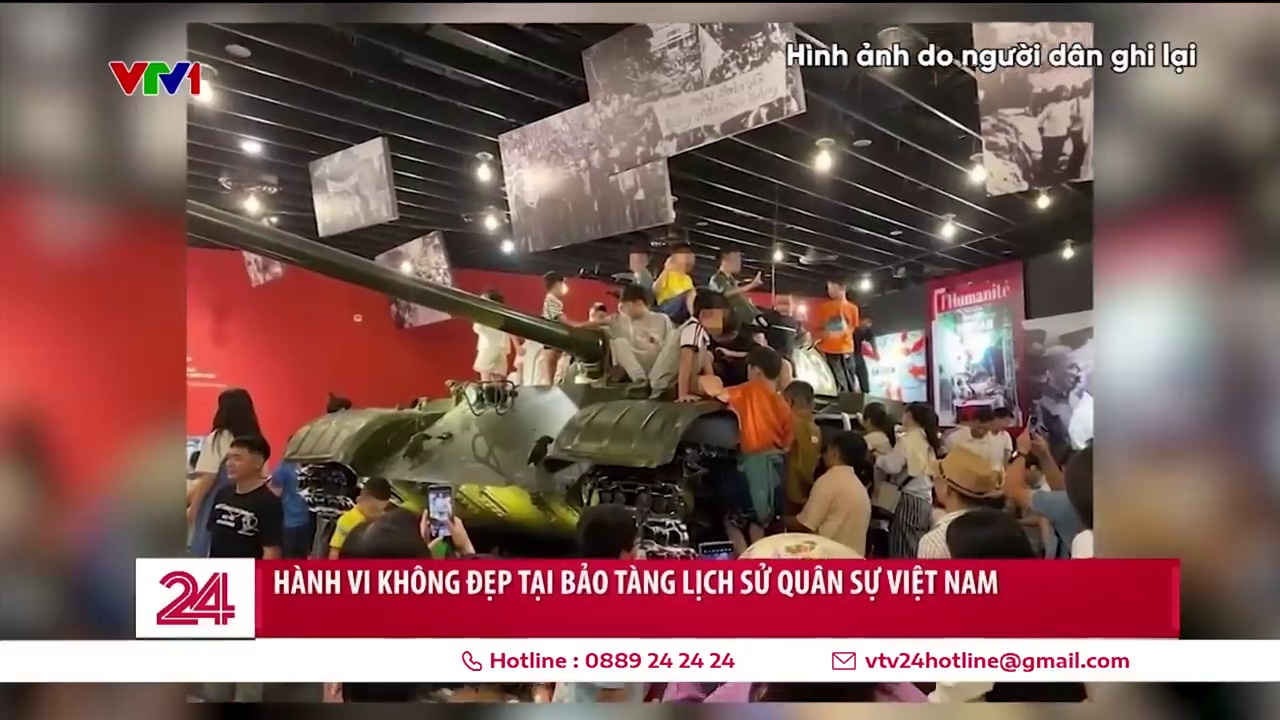 VTV1
Hình ảnh do người dân ghi lại
l'Humanité
24
HÀNH VI KHÔNG ĐẸP TẠI BẢO TÀNG LỊCH SỬ QUÂN SỰ VIỆT NAM
Hotline : 0889 24 24 24
vtv24hotline@gmail.com